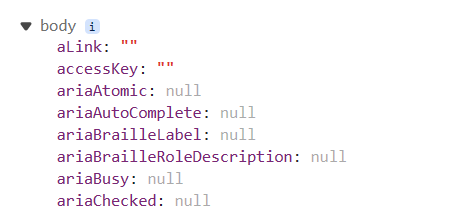 body i
aLink: ""
accessKey: ""
ariaAtomic: null
ariaAutoComplete: null
ariaBrailleLabel: null
ariaBrailleRoleDescription: null
ariaBusy: null
ariaChecked: null